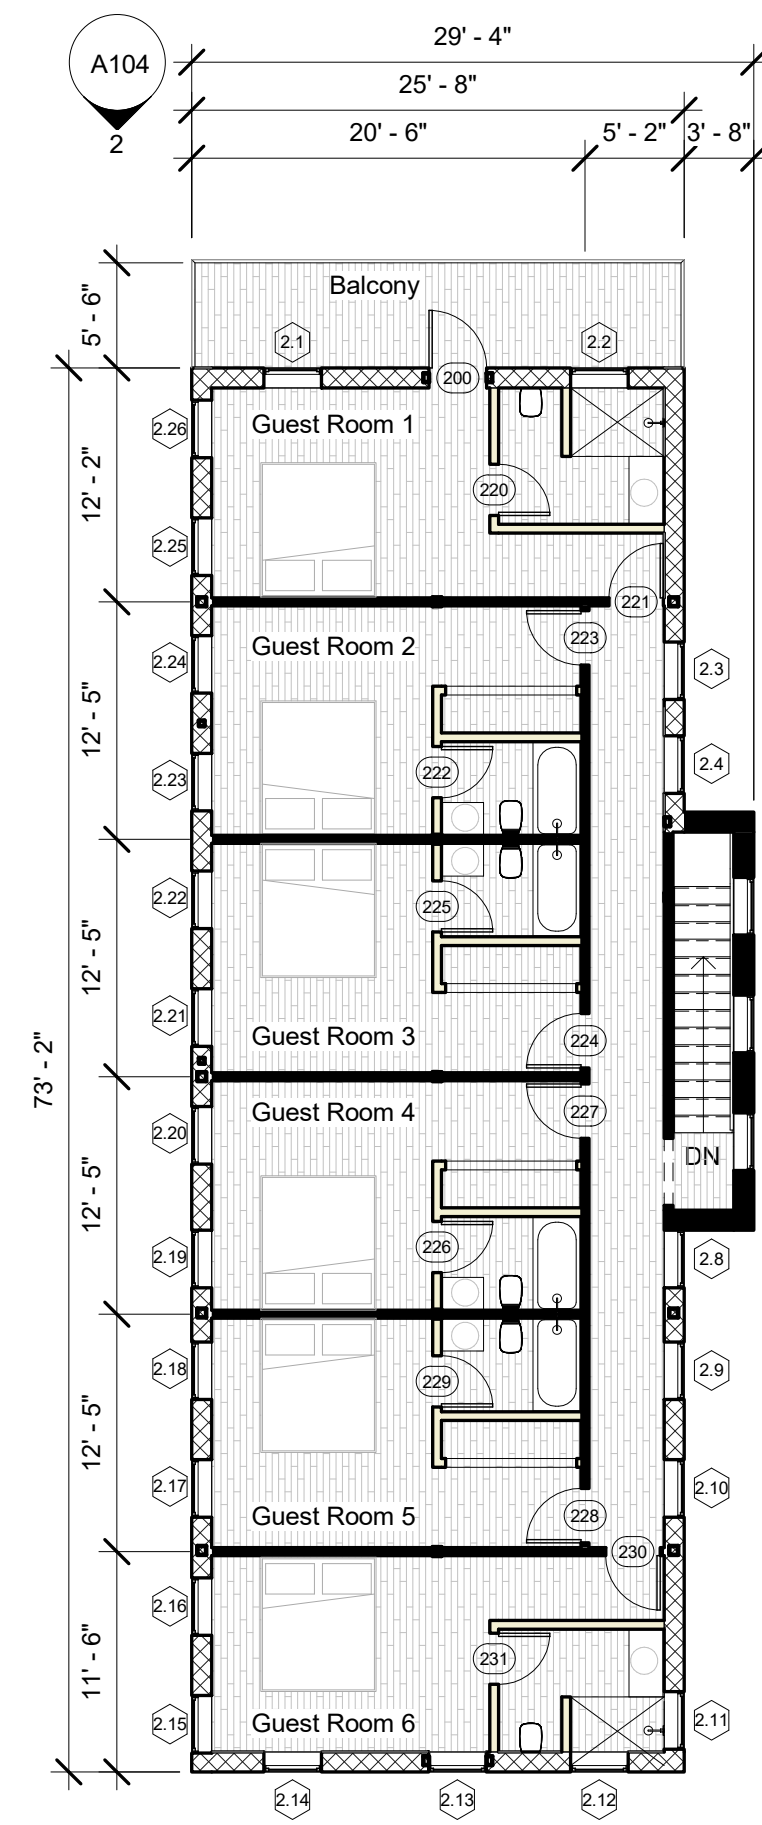 29' - 4"
A104
25' - 8"
2
20' - 6"
5' - 2"
3' - 8"
5' - 6"
Balcony
2.1
2.2
200
2.26
Guest Room 1
12' - 2"
220
2.25
221
223
2.24
Guest Room 2
2.3
12' - 5"
2.23
222
2.4
2.22
225
12' - 5"
2.21
Guest Room 3
224
73' - 2"
2.20
Guest Room 4
227
DN
12' - 5"
2.19
226
2.8
2.18
229
2.9
12' - 5"
2.17
2.10
Guest Room 5
228
230
2.16
11' - 6"
231
2.15
Guest Room 6
2.11
2.14
2.13
2.12